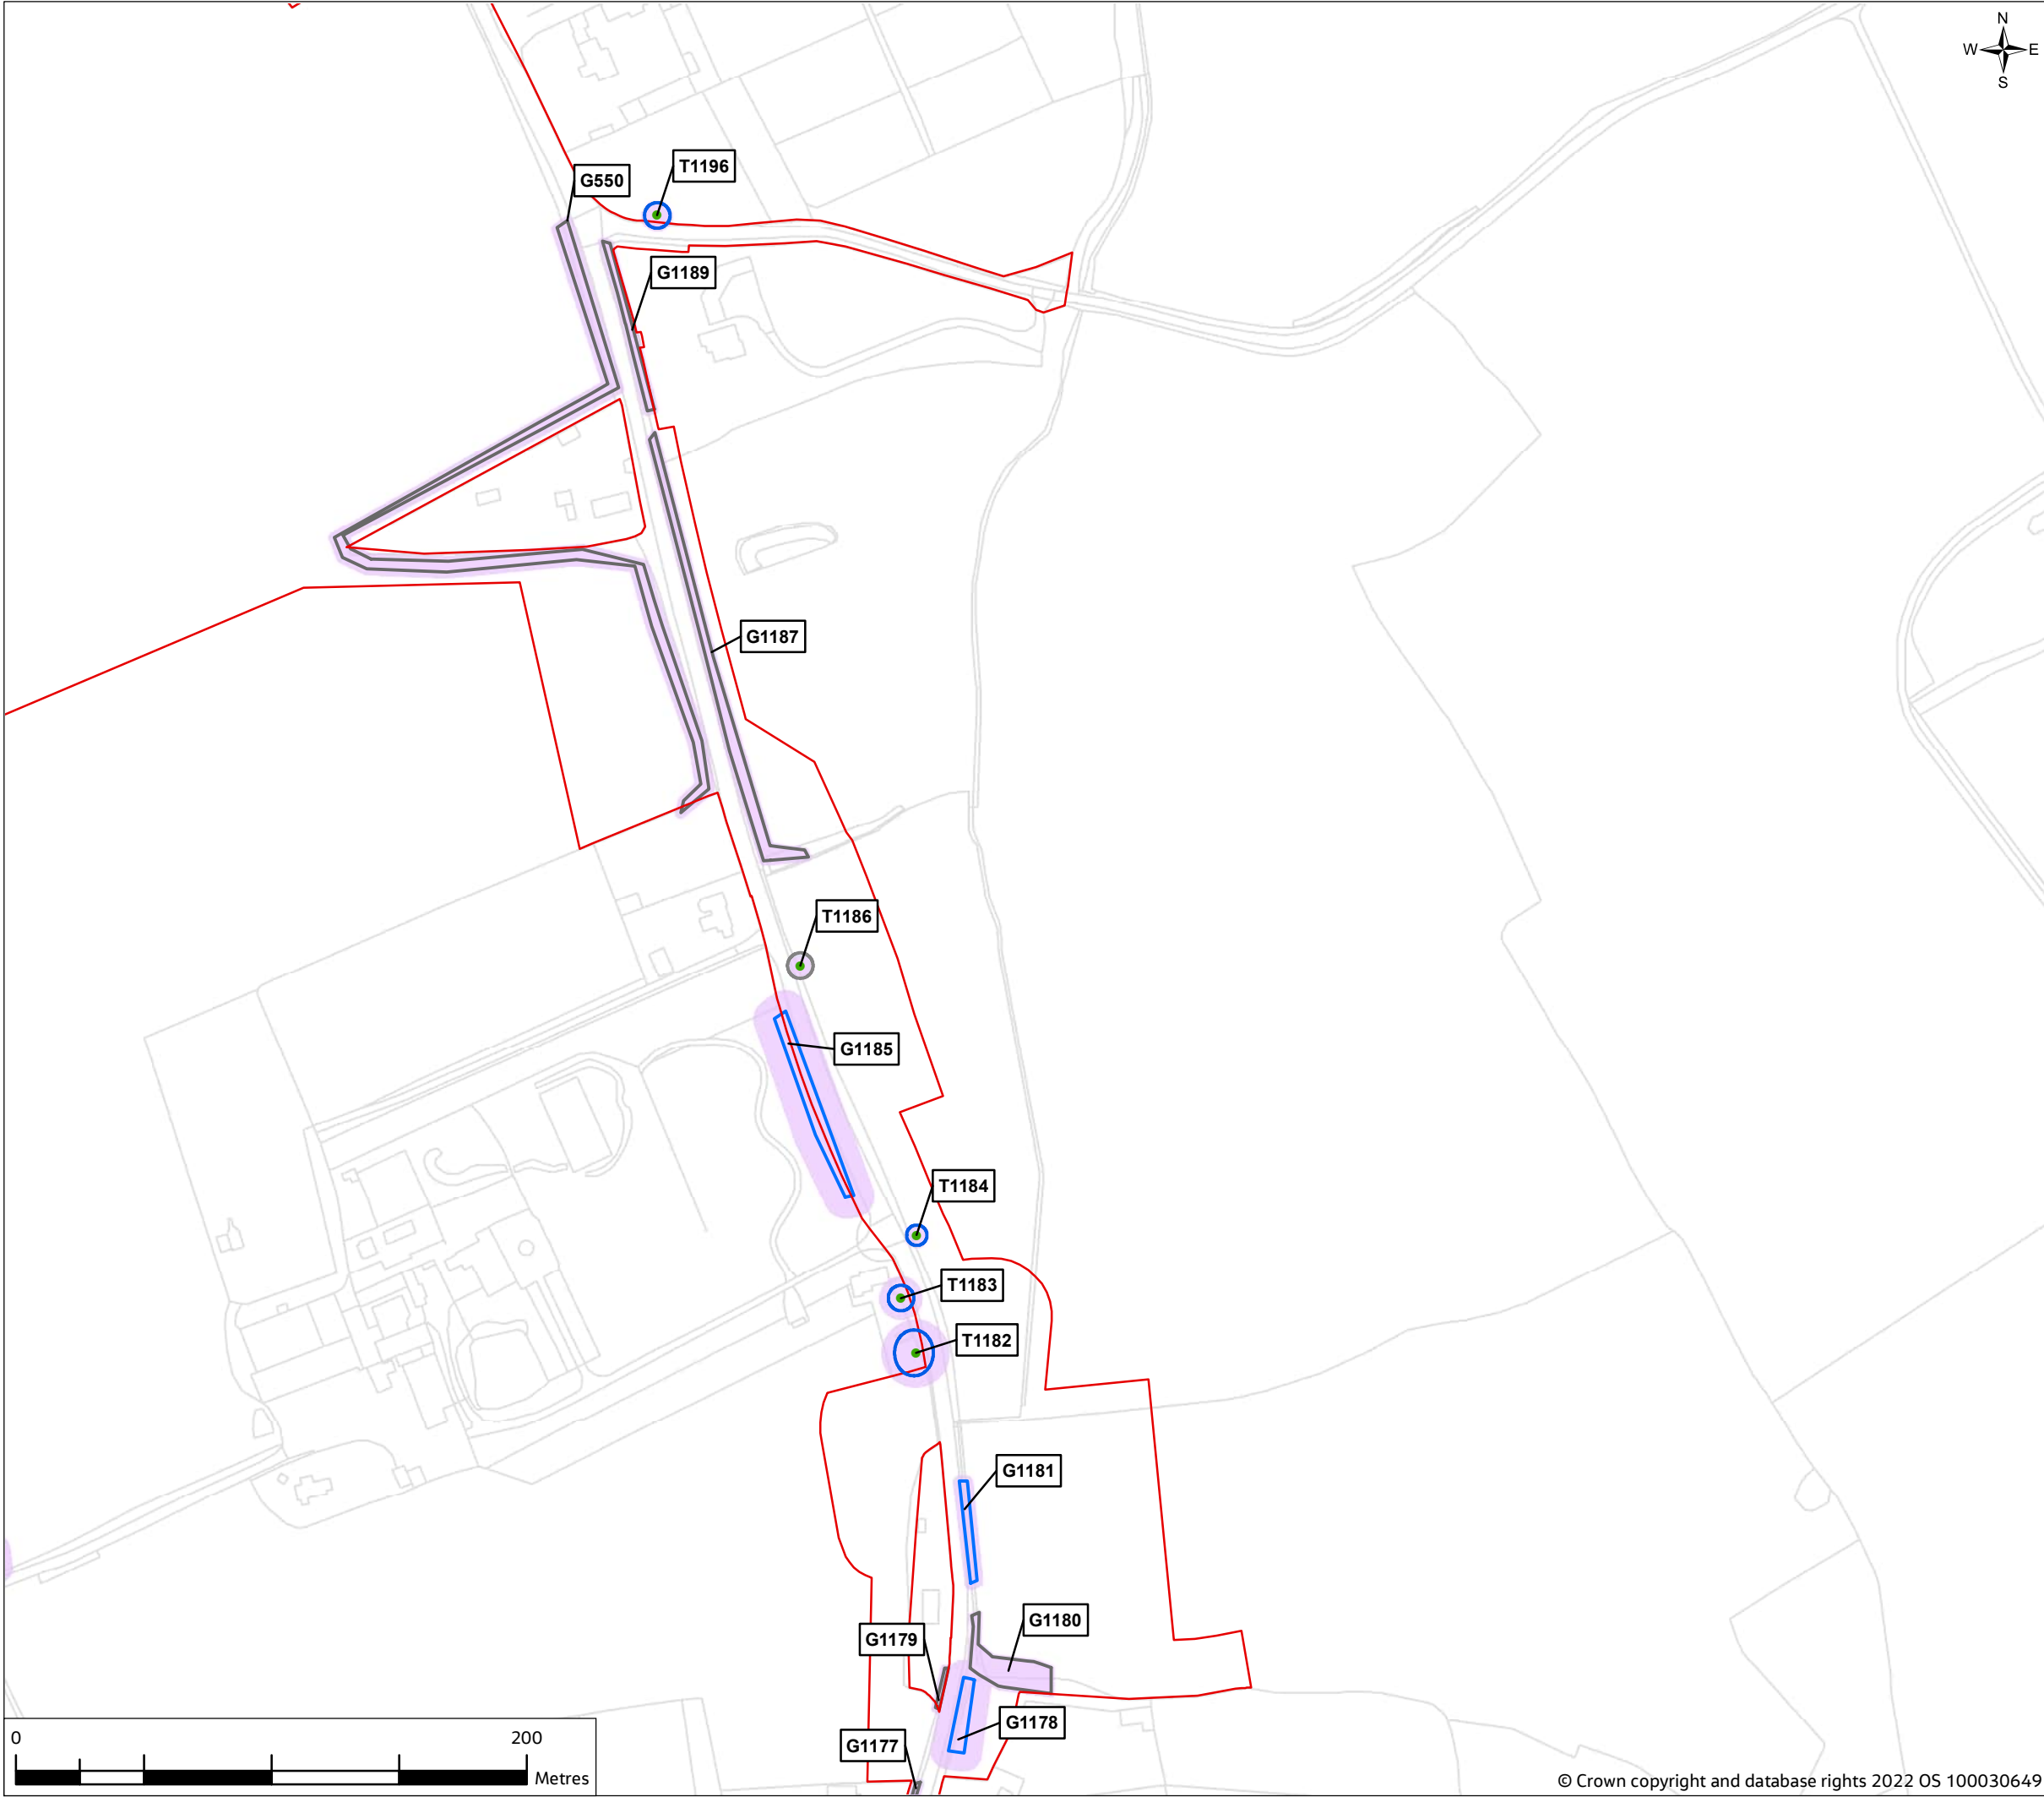 N
W E
S
T1196
G550
G1189
G1187
T1186
G1185
T1184
T1183
T1182
G1181
G1180
G1179
G1178
G1177
0 200
Metres
© Crown copyright and database rights 2022 OS 100030649